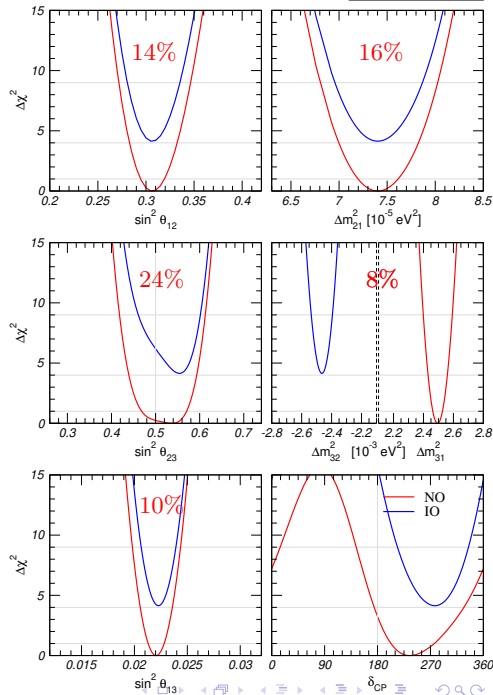 15
10
5
0
Δχ²
14%
0.2 0.25 0.3 0.35 0.4
sin² θ₁₂
16%
6.5 7 7.5 8 8.5
Δm²₂₁ [10⁻⁵ eV²]
15
10
5
0
Δχ²
24%
0.3 0.4 0.5 0.6 0.7
sin² θ₂₃
8%
-2.8 -2.6 -2.4 -2.2 2.2 2.4 2.6 2.8
Δm²₃₂ [10⁻³ eV²] Δm²₃₁
15
10
5
0
Δχ²
10%
0.015 0.02 0.025 0.03
sin² θ₁₃
NO
IO
0 90 180 270 360
δCP